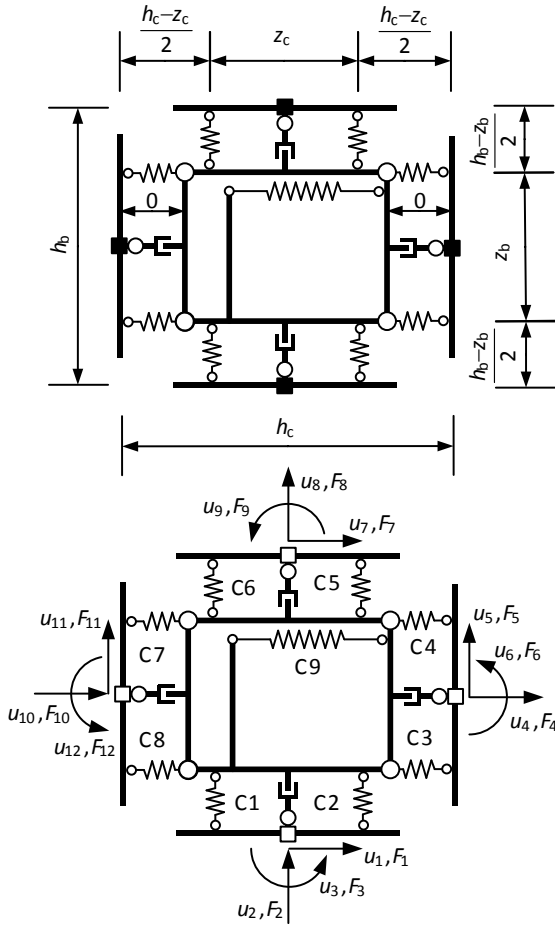 h_c−z_c
2
z_c
h_c−z_c
2
h_b
0
0
h_b−z_b
2
z_b
h_b−z_b
2
h_c
u_8,F_8
u_9,F_9
u_7,F_7
C6
C5
u_11,F_11
C7
C9
C4
u_5,F_5
u_6,F_6
u_10,F_10
u_4,F_4
u_12,F_12
C8
C3
C1
C2
u_1,F_1
u_3,F_3
u_2,F_2